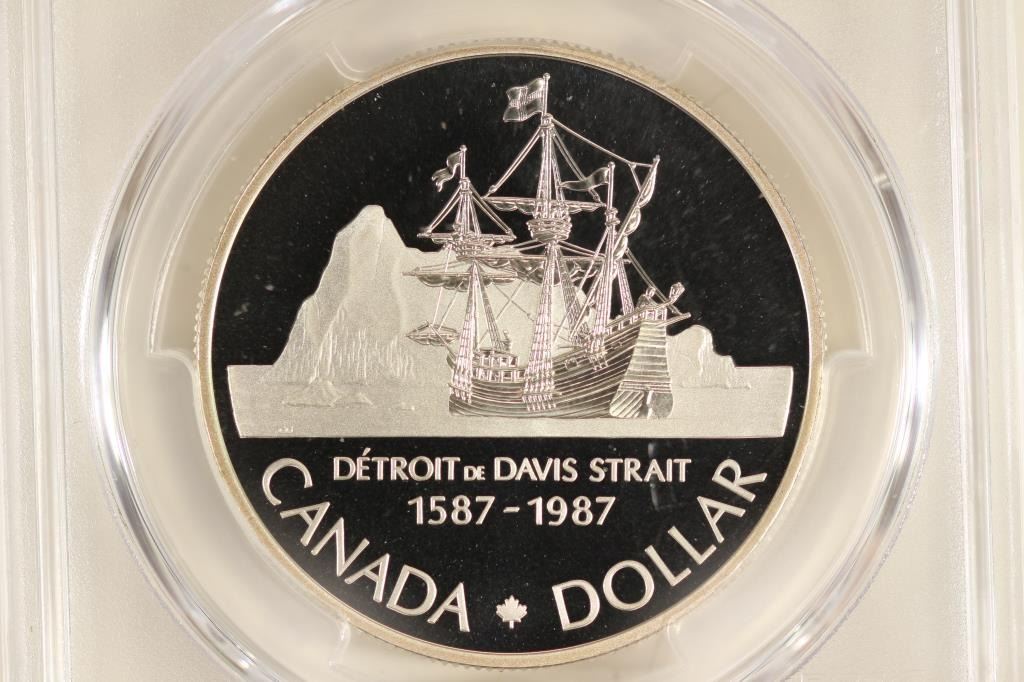 DÉTROIT DE DAVIS STRAIT
1587-1987
CANADA DOLLAR